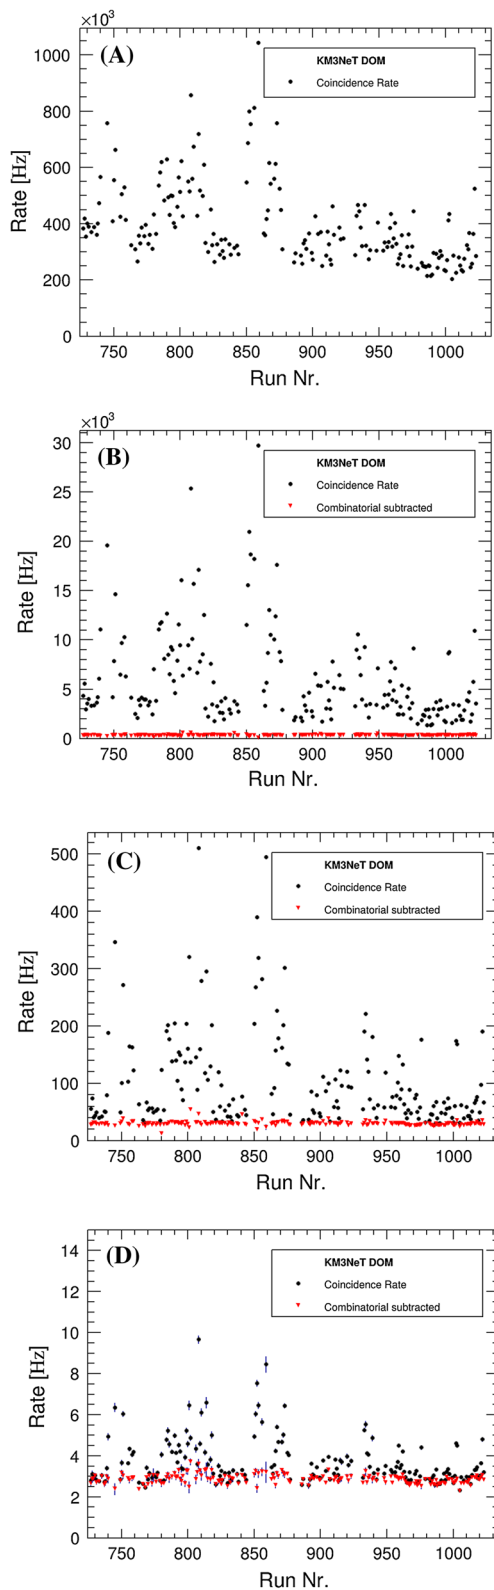 ×10³
(A)
KM3NeT DOM
Coincidence Rate
1000
800
600
400
200
0
Rate [Hz]
750 800 850 900 950 1000
Run Nr.
×10³
(B)
KM3NeT DOM
Coincidence Rate
Combinatorial subtracted
30
25
20
15
10
5
0
Rate [Hz]
750 800 850 900 950 1000
Run Nr.
(C)
KM3NeT DOM
Coincidence Rate
Combinatorial subtracted
500
400
300
200
100
0
Rate [Hz]
750 800 850 900 950 1000
Run Nr.
(D)
KM3NeT DOM
Coincidence Rate
Combinatorial subtracted
14
12
10
8
6
4
2
0
Rate [Hz]
750 800 850 900 950 1000
Run Nr.